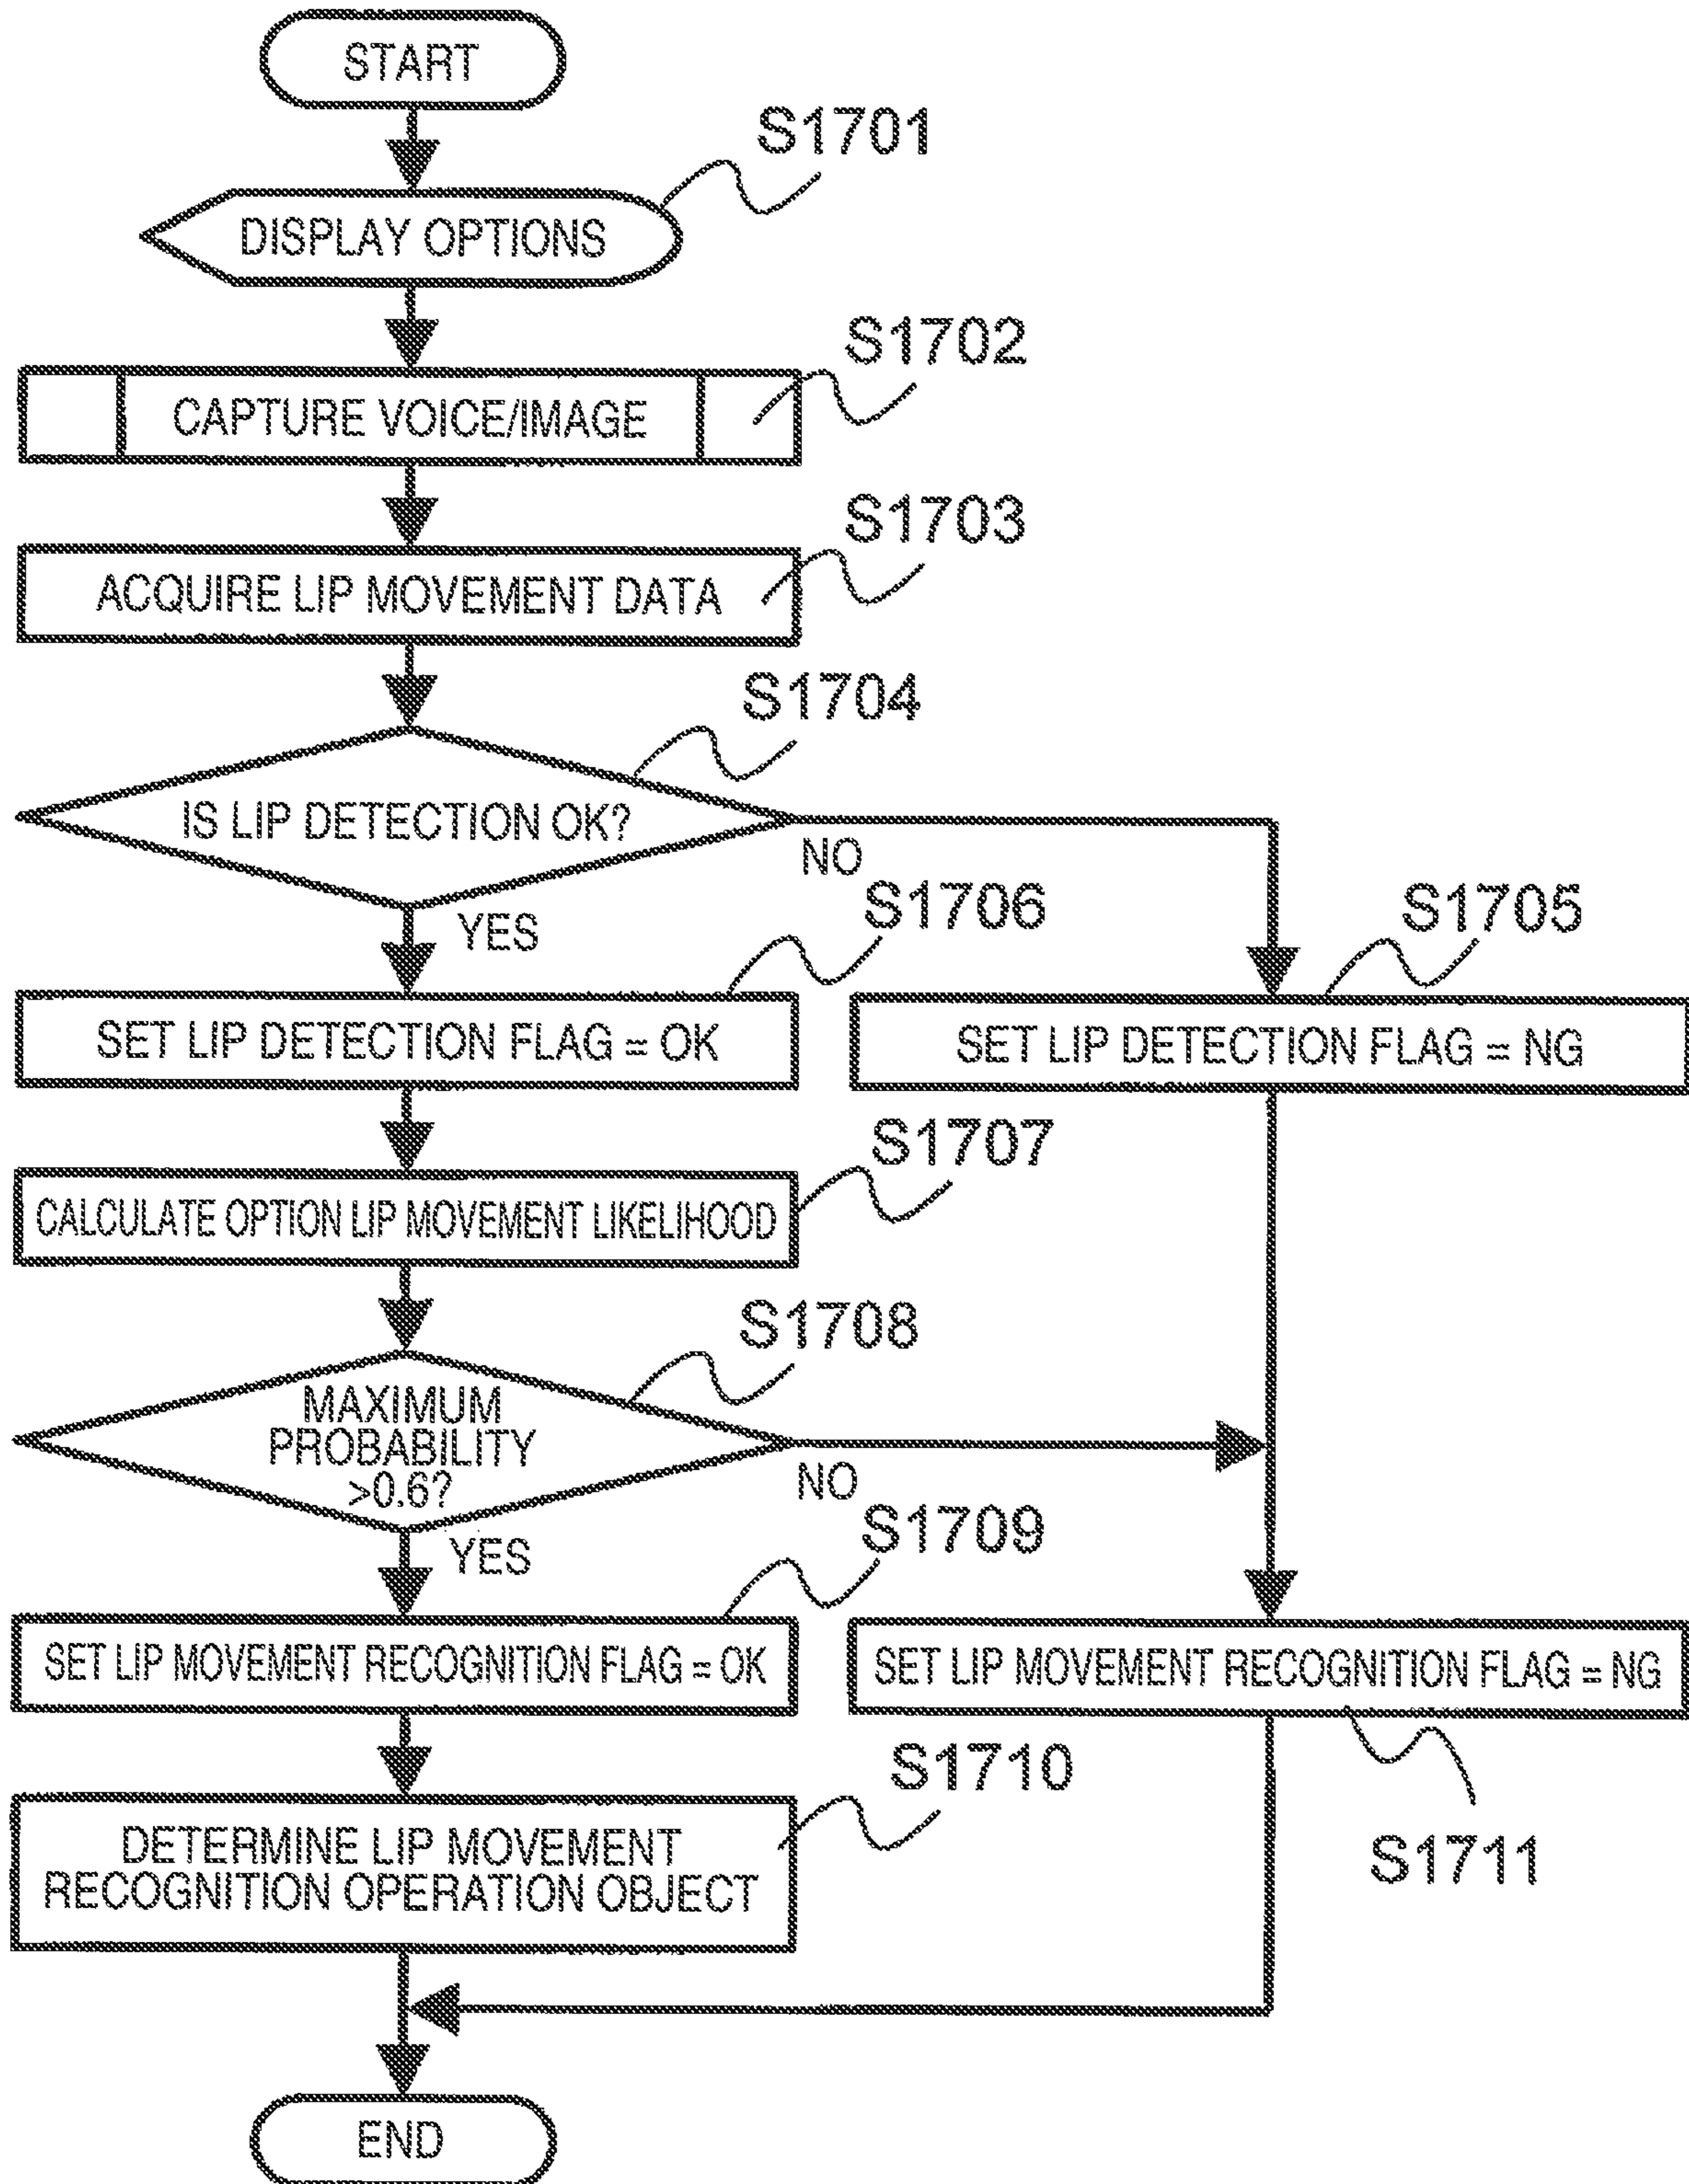 START
S1701
DISPLAY OPTIONS
S1702
CAPTURE VOICE/IMAGE
S1703
ACQUIRE LIP MOVEMENT DATA
S1704
IS LIP DETECTION OK?
NO
YES
S1706
S1705
SET LIP DETECTION FLAG = OK
SET LIP DETECTION FLAG = NG
S1707
CALCULATE OPTION LIP MOVEMENT LIKELIHOOD
S1708
MAXIMUM
PROBABILITY
>0.6?
NO
YES
S1709
SET LIP MOVEMENT RECOGNITION FLAG = OK
SET LIP MOVEMENT RECOGNITION FLAG = NG
S1710
DETERMINE LIP MOVEMENT
RECOGNITION OPERATION OBJECT
S1711
END